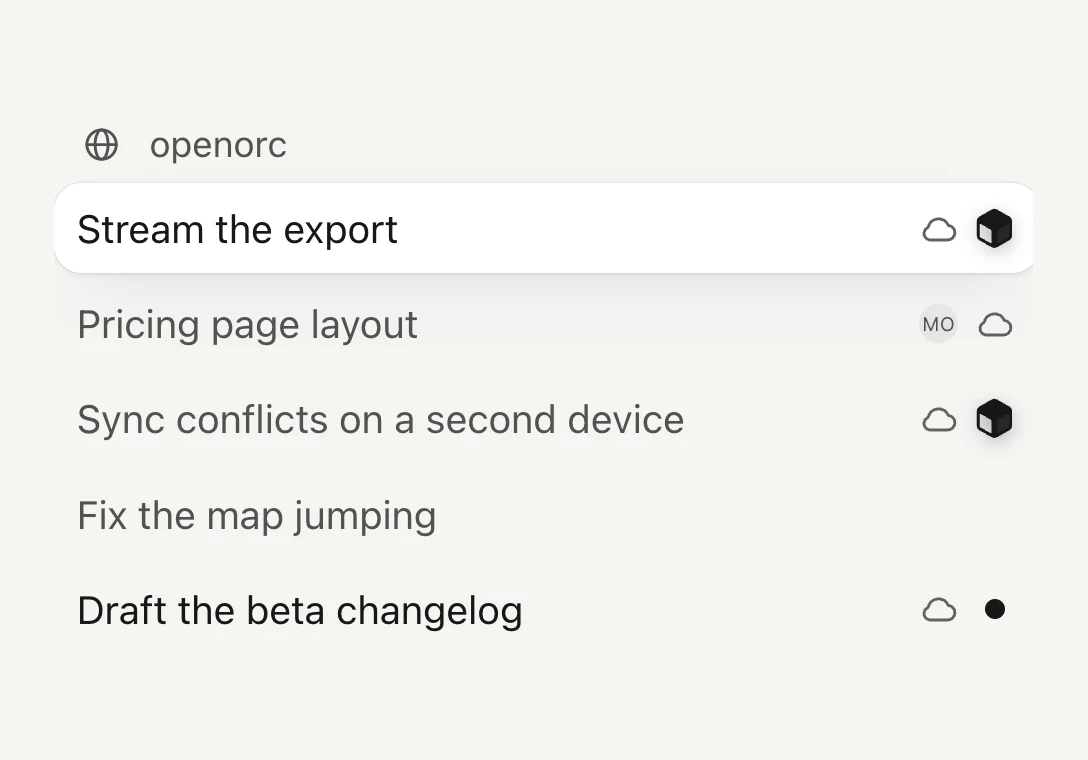 openorc
Stream the export
Pricing page layout MO
Sync conflicts on a second device
Fix the map jumping
Draft the beta changelog